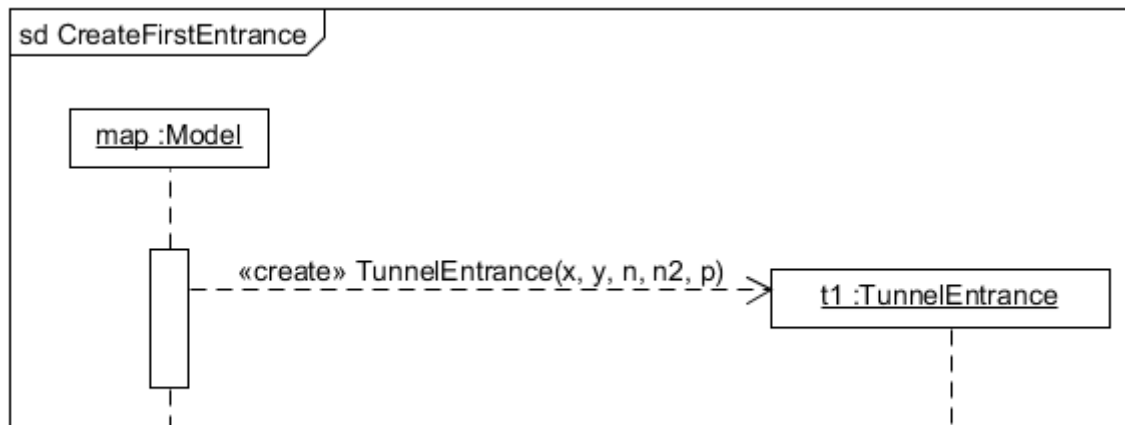 sd CreateFirstEntrance
map :Model
«create» TunnelEntrance(x, y, n, n2, p)
t1 :TunnelEntrance